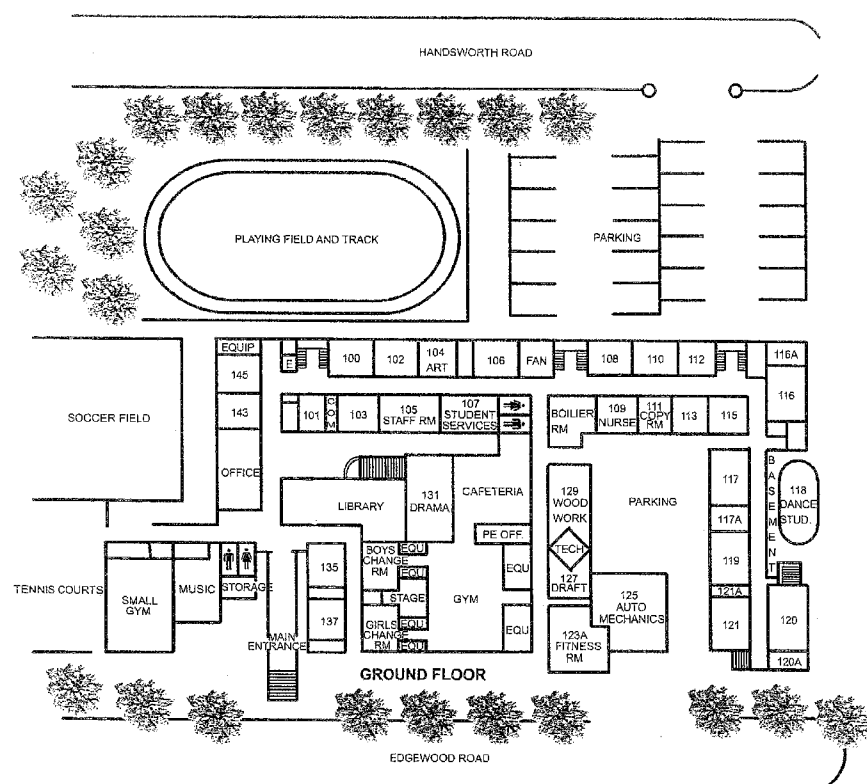 HANDSWORTH ROAD
PLAYING FIELD AND TRACK
PARKING
EQUIP
E
100
102
104
ART
106
FAN
108
110
112
116A
145
116
143
101
COM
103
105
STAFF RM
107
STUDENT
SERVICES
BOILIER
RM
109
NURSE
111
COPY
RM
113
115
SOCCER FIELD
OFFICE
LIBRARY
131
DRAMA
CAFETERIA
129
WOOD
WORK
PARKING
117
BASEMENT
118
DANCE
STUD.
117A
PE OFF.
TECH
119
BOYS
CHANGE
RM
EQU
EQU
EQU
135
TENNIS COURTS
SMALL
GYM
MUSIC
STORAGE
127
DRAFT
125
AUTO
MECHANICS
121A
STAGE
GYM
137
MAIN
ENTRANCE
GIRLS
CHANGE
RM
EQU
EQU
EQU
123A
FITNESS
RM
121
120
120A
GROUND FLOOR
EDGEWOOD ROAD